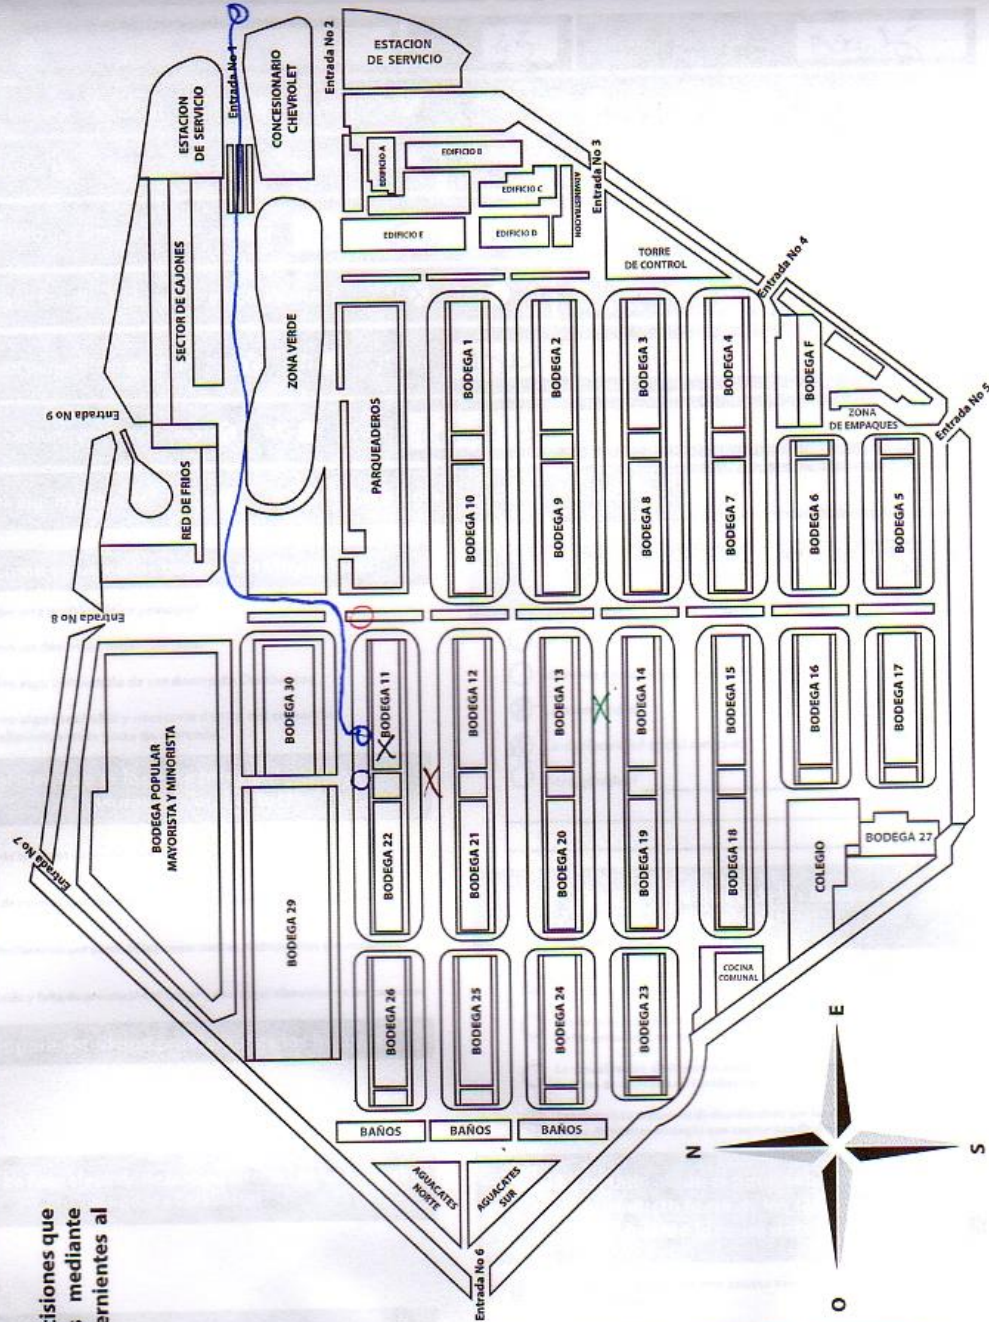 Entrada No 1
Entrada No 2
ESTACION
DE SERVICIO
CONCESIONARIO
CHEVROLET
ESTACION
DE SERVICIO
EDIFICIO A
EDIFICIO B
EDIFICIO C
ADMINISTRACION
EDIFICIO D
EDIFICIO E
Entrada No 3
TORRE
DE CONTROL
Entrada No 4
SECTOR DE CAJONES
ZONA VERDE
PARQUEADEROS
Entrada No 9
RED DE FRIOS
BODEGA 1
BODEGA 2
BODEGA 3
BODEGA 4
BODEGA F
ZONA
DE EMPAQUES
Entrada No 5
BODEGA 10
BODEGA 9
BODEGA 8
BODEGA 7
BODEGA 6
BODEGA 5
Entrada No 8
BODEGA POPULAR
MAYORISTA Y MINORISTA
BODEGA 30
BODEGA 11
BODEGA 12
BODEGA 13
BODEGA 14
BODEGA 15
BODEGA 16
BODEGA 17
Entrada No 7
Entrada No 7
BODEGA 29
BODEGA 22
BODEGA 21
BODEGA 20
BODEGA 19
BODEGA 18
COLEGIO
BODEGA 27
BODEGA 26
BODEGA 25
BODEGA 24
BODEGA 23
COCINA
COMUNAL
BAÑOS
BAÑOS
BAÑOS
AGUACATES
NORTE
AGUACATES
SUR
Entrada No 6
N
E
S
O
cisiones que
s mediante
ernientes al